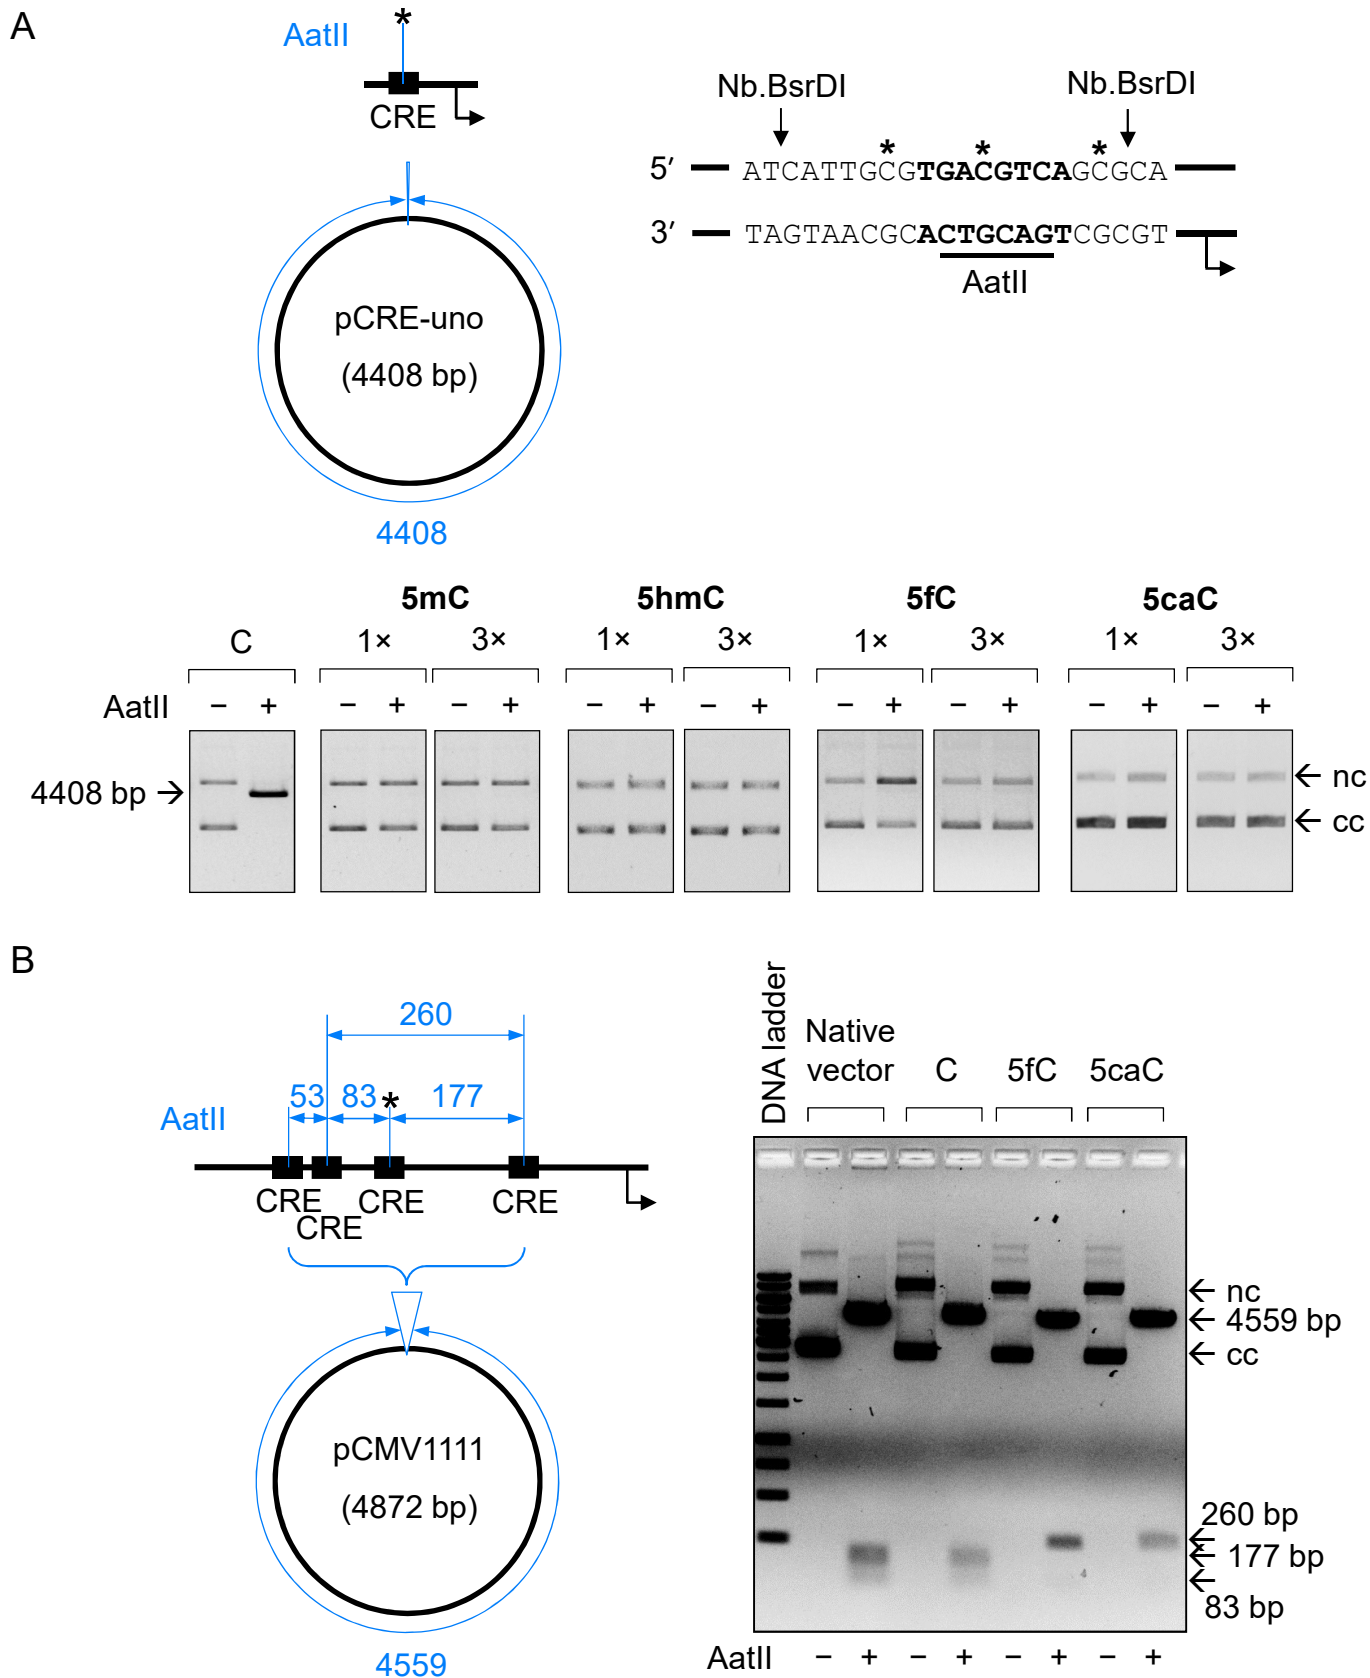 A
AatII
*
CRE
pCRE-uno
(4408 bp)
4408
Nb.BsrDI
Nb.BsrDI
* * *
5′ ATCATTGCGTGACGTCAGCGCA
3′ TAGTAACGCACTGCAGTCGCGT
AatII
5mC 5hmC 5fC 5caC
C 1× 3× 1× 3× 1× 3× 1× 3×
AatII − + − + − + − + − + − + − + − + − +
4408 bp → ← nc
← cc
B
260
53 83 * 177
AatII
CRE CRE CRE CRE
pCMV1111
(4872 bp)
4559
DNA ladder
Native
vector C 5fC 5caC
← nc
← 4559 bp
← cc
260 bp
← 177 bp
83 bp
AatII − + − + − + − +